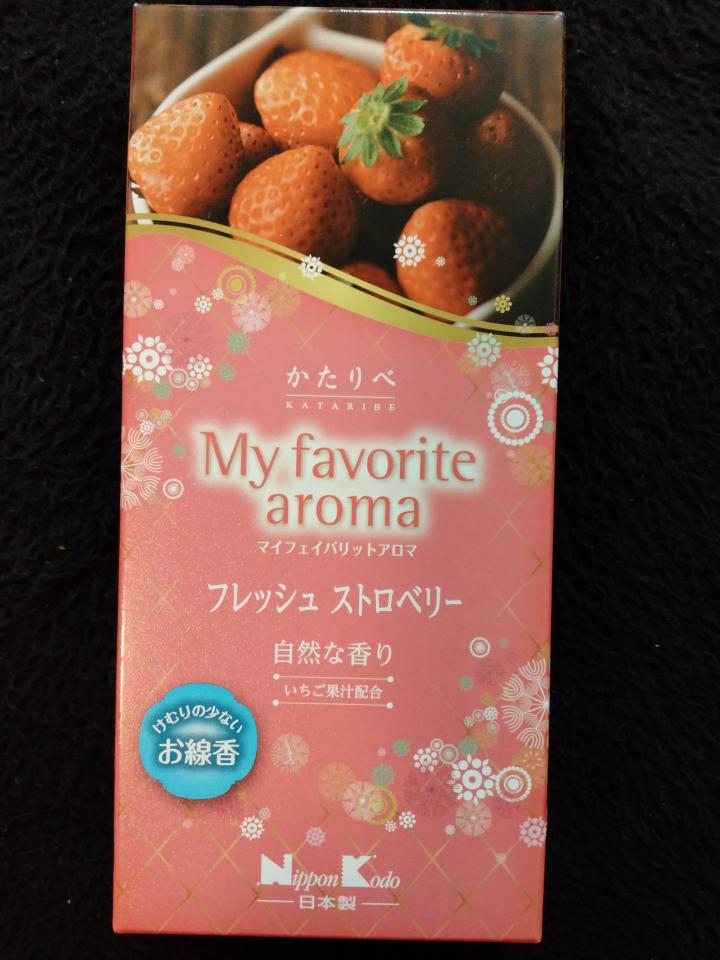 かたりべ
KATARIBE
My favorite
aroma
マイフェイバリットアロマ
フレッシュ ストロベリー
自然な香り
いちご果汁配合
けむりの少ない
お線香
Nippon Kodo
日本製